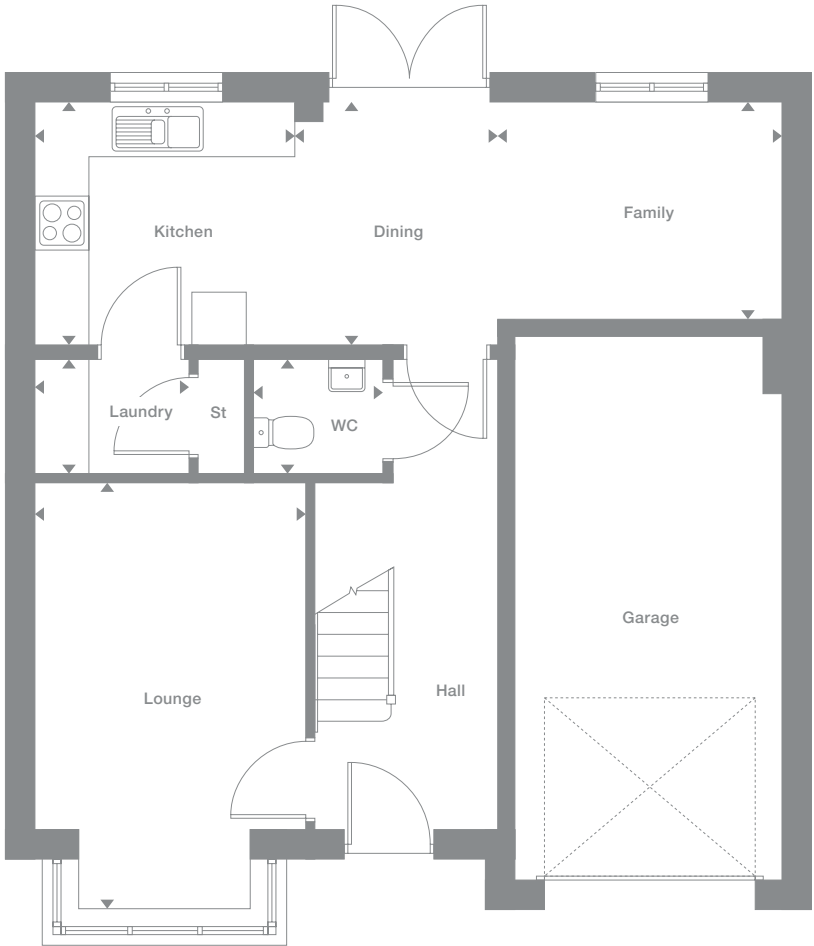 Family
Kitchen
Dining
Laundry
St
WC
Garage
Hall
Lounge